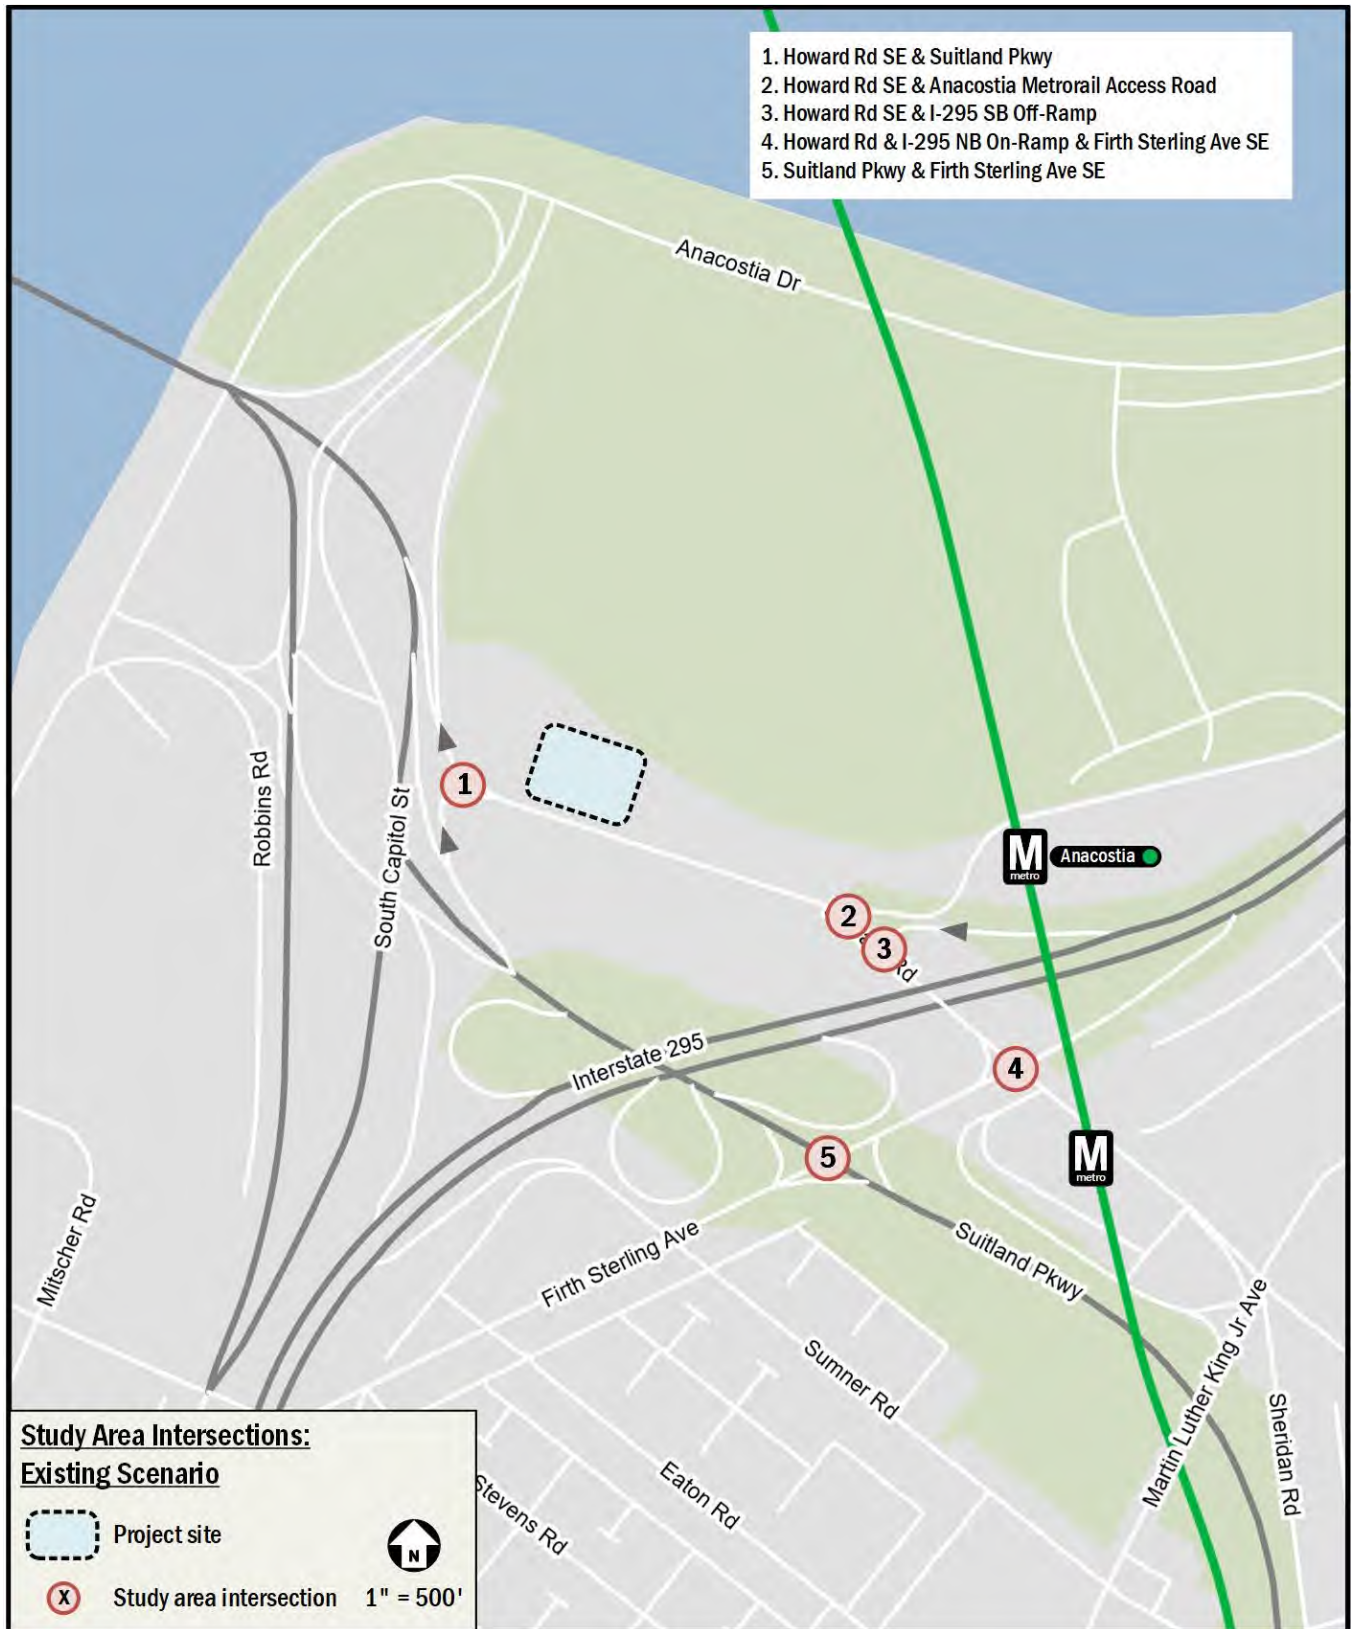 1. Howard Rd SE & Suitland Pkwy
2. Howard Rd SE & Anacostia Metrorail Access Road
3. Howard Rd SE & I-295 SB Off-Ramp
4. Howard Rd & I-295 NB On-Ramp & Firth Sterling Ave SE
5. Suitland Pkwy & Firth Sterling Ave SE
Anacostia Dr
Robbins Rd
South Capitol St
1
M
metro
Anacostia
2
3
Rd
Interstate 295
4
5
M
metro
Mitscher Rd
Firth Sterling Ave
Suitland Pkwy
Sumner Rd
Martin Luther King Jr Ave
Sheridan Rd
Eaton Rd
Stevens Rd
Study Area Intersections:
Existing Scenario
Project site
N
X
Study area intersection
1" = 500'